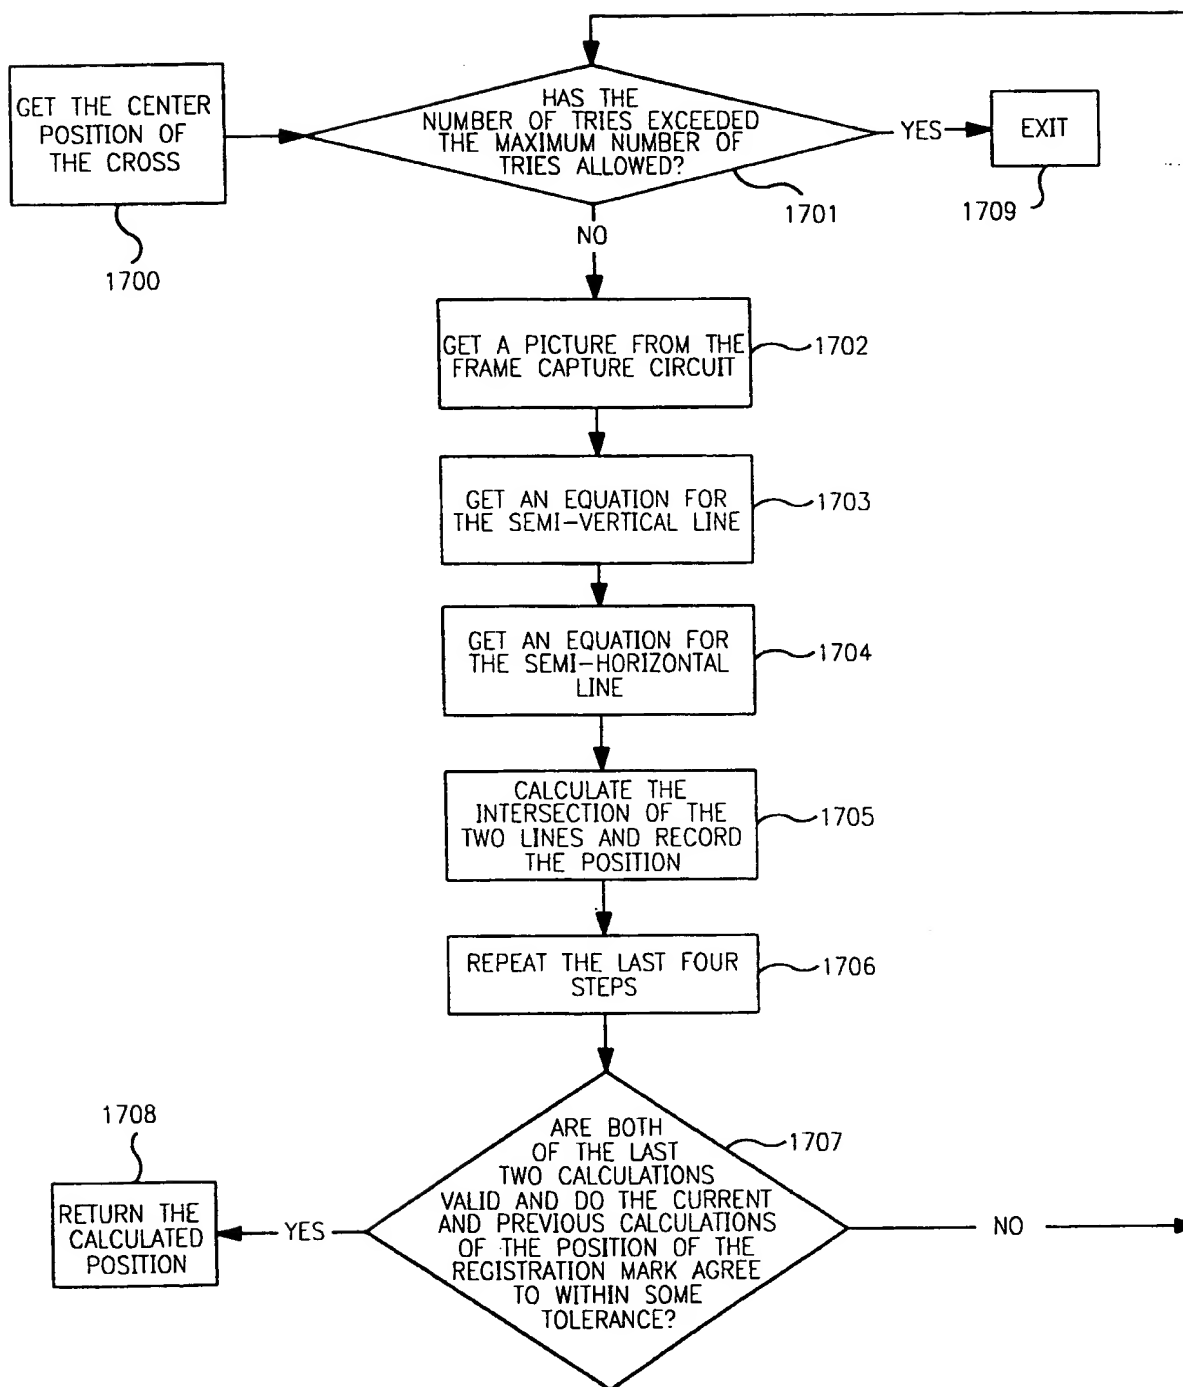 GET THE CENTER
POSITION OF
THE CROSS
1700
HAS THE
NUMBER OF TRIES EXCEEDED
THE MAXIMUM NUMBER OF
TRIES ALLOWED?
1701
YES
EXIT
1709
NO
GET A PICTURE FROM THE
FRAME CAPTURE CIRCUIT
1702
GET AN EQUATION FOR
THE SEMI-VERTICAL LINE
1703
GET AN EQUATION FOR
THE SEMI-HORIZONTAL
LINE
1704
CALCULATE THE
INTERSECTION OF THE
TWO LINES AND RECORD
THE POSITION
1705
REPEAT THE LAST FOUR
STEPS
1706
ARE BOTH
OF THE LAST
TWO CALCULATIONS
VALID AND DO THE CURRENT
AND PREVIOUS CALCULATIONS
OF THE POSITION OF THE
REGISTRATION MARK AGREE
TO WITHIN SOME
TOLERANCE?
1707
YES
1708
RETURN THE
CALCULATED
POSITION
NO